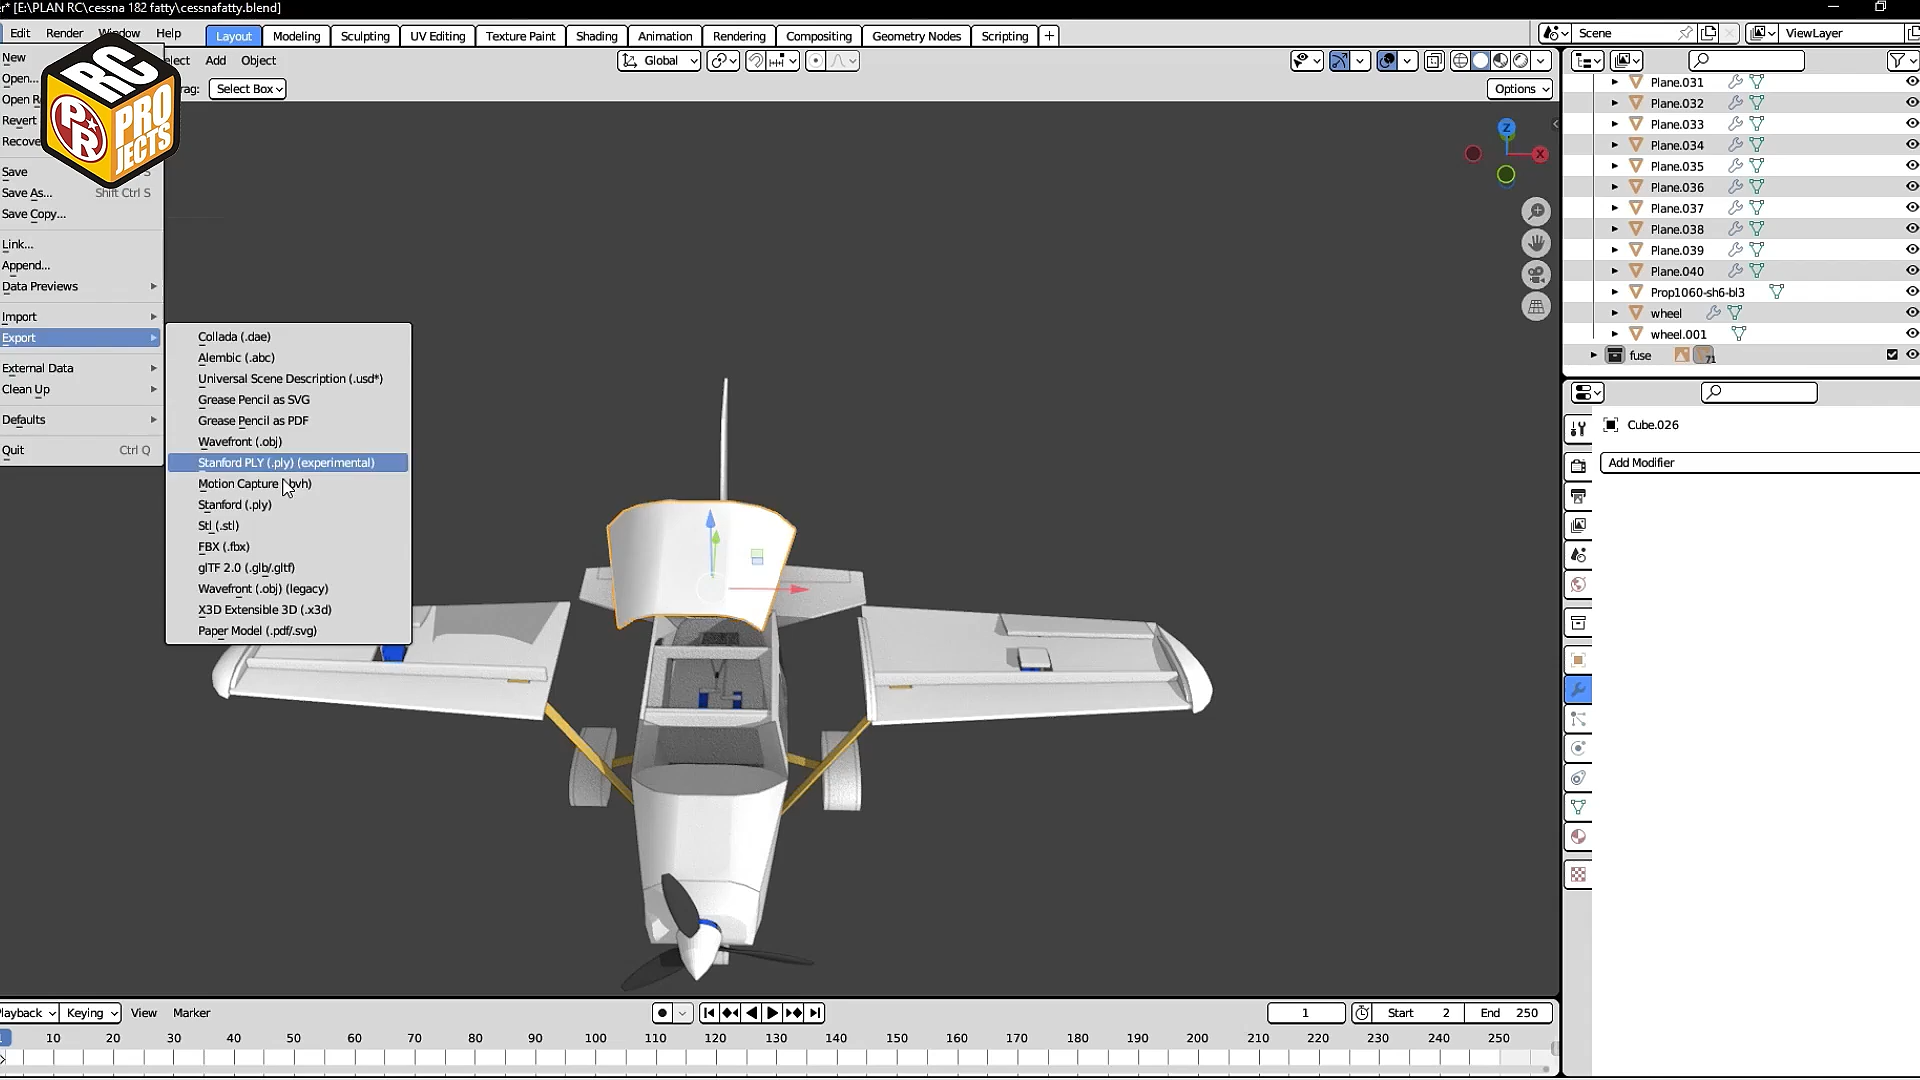 er* [E:\PLAN RC\cessna 182 fatty\cessnafatty.blend]
Edit Render Window Help
Layout Modeling Sculpting UV Editing Texture Paint Shading Animation Rendering Compositing Geometry Nodes Scripting +
Scene ViewLayer
New
Open...
Open R
Revert
Recove
Save S
Save As... Shift Ctrl S
Save Copy...
Link...
Append...
Data Previews
Import
Export
External Data
Clean Up
Defaults
Quit Ctrl Q
RC
PR
PRO
JECTS
elect Add Object
Global
rag: Select Box
Options
Z
X
Collada (.dae)
Alembic (.abc)
Universal Scene Description (.usd*)
Grease Pencil as SVG
Grease Pencil as PDF
Wavefront (.obj)
Stanford PLY (.ply) (experimental)
Motion Capture bvh)
Stanford (.ply)
Stl (.stl)
FBX (.fbx)
glTF 2.0 (.glb/.gltf)
Wavefront (.obj) (legacy)
X3D Extensible 3D (.x3d)
Paper Model (.pdf/.svg)
Plane.031
Plane.032
Plane.033
Plane.034
Plane.035
Plane.036
Plane.037
Plane.038
Plane.039
Plane.040
Prop1060-sh6-bl3
wheel
wheel.001
fuse 71
Cube.026
Add Modifier
Playback Keying View Marker
1 Start 2 End 250
10 20 30 40 50 60 70 80 90 100 110 120 130 140 150 160 170 180 190 200 210 220 230 240 250